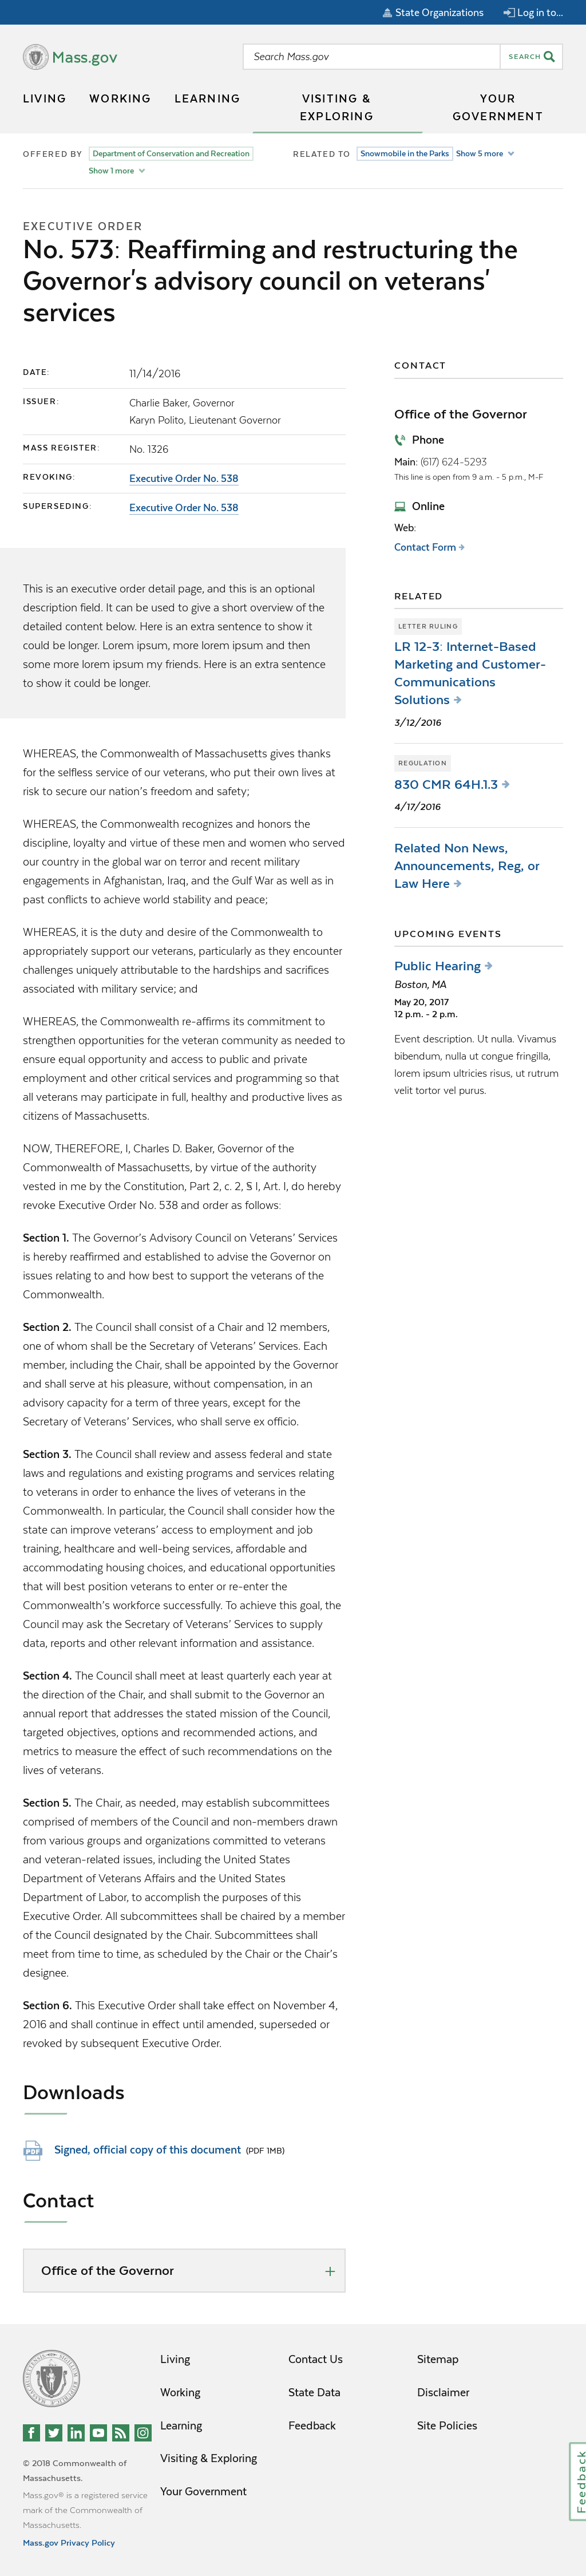 State Organizations
Log in to...
Mass.gov
Search Mass.gov
SEARCH
LIVING
WORKING
LEARNING
VISITING &
EXPLORING
YOUR
GOVERNMENT
OFFERED BY
Department of Conservation and Recreation
Show 1 more
RELATED TO
Snowmobile in the Parks
Show 5 more
EXECUTIVE ORDER
No. 573: Reaffirming and restructuring the
Governor's advisory council on veterans'
services
DATE:
11/14/2016
ISSUER:
Charlie Baker, Governor
Karyn Polito, Lieutenant Governor
MASS REGISTER:
No. 1326
REVOKING:
Executive Order No. 538
SUPERSEDING:
Executive Order No. 538
This is an executive order detail page, and this is an optional
description field. It can be used to give a short overview of the
detailed content below. Here is an extra sentence to show it
could be longer. Lorem ipsum, more lorem ipsum and then
some more lorem ipsum my friends. Here is an extra sentence
to show it could be longer.
WHEREAS, the Commonwealth of Massachusetts gives thanks
for the selfless service of our veterans, who put their own lives at
risk to secure our nation's freedom and safety;
WHEREAS, the Commonwealth recognizes and honors the
discipline, loyalty and virtue of these men and women who served
our country in the global war on terror and recent military
engagements in Afghanistan, Iraq, and the Gulf War as well as in
past conflicts to achieve world stability and peace;
WHEREAS, it is the duty and desire of the Commonwealth to
appropriately support our veterans, particularly as they encounter
challenges uniquely attributable to the hardships and sacrifices
associated with military service; and
WHEREAS, the Commonwealth re-affirms its commitment to
strengthen opportunities for the veteran community as needed to
ensure equal opportunity and access to public and private
employment and other critical services and programming so that
all veterans may participate in full, healthy and productive lives as
citizens of Massachusetts.
NOW, THEREFORE, I, Charles D. Baker, Governor of the
Commonwealth of Massachusetts, by virtue of the authority
vested in me by the Constitution, Part 2, c. 2, § I, Art. I, do hereby
revoke Executive Order No. 538 and order as follows:
Section 1. The Governor's Advisory Council on Veterans' Services
is hereby reaffirmed and established to advise the Governor on
issues relating to and how best to support the veterans of the
Commonwealth.
Section 2. The Council shall consist of a Chair and 12 members,
one of whom shall be the Secretary of Veterans' Services. Each
member, including the Chair, shall be appointed by the Governor
and shall serve at his pleasure, without compensation, in an
advisory capacity for a term of three years, except for the
Secretary of Veterans' Services, who shall serve ex officio.
Section 3. The Council shall review and assess federal and state
laws and regulations and existing programs and services relating
to veterans in order to enhance the lives of veterans in the
Commonwealth. In particular, the Council shall consider how the
state can improve veterans' access to employment and job
training, healthcare and well-being services, affordable and
accommodating housing choices, and educational opportunities
that will best position veterans to enter or re-enter the
Commonwealth's workforce successfully. To achieve this goal, the
Council may ask the Secretary of Veterans' Services to supply
data, reports and other relevant information and assistance.
Section 4. The Council shall meet at least quarterly each year at
the direction of the Chair, and shall submit to the Governor an
annual report that addresses the stated mission of the Council,
targeted objectives, options and recommended actions, and
metrics to measure the effect of such recommendations on the
lives of veterans.
Section 5. The Chair, as needed, may establish subcommittees
comprised of members of the Council and non-members drawn
from various groups and organizations committed to veterans
and veteran-related issues, including the United States
Department of Veterans Affairs and the United States
Department of Labor, to accomplish the purposes of this
Executive Order. All subcommittees shall be chaired by a member
of the Council designated by the Chair. Subcommittees shall
meet from time to time, as scheduled by the Chair or the Chair's
designee.
Section 6. This Executive Order shall take effect on November 4,
2016 and shall continue in effect until amended, superseded or
revoked by subsequent Executive Order.
Downloads
Signed, official copy of this document (PDF 1MB)
PDF
Contact
Office of the Governor
CONTACT
Office of the Governor
Phone
Main: (617) 624-5293
This line is open from 9 a.m. - 5 p.m., M-F
Online
Web:
Contact Form
RELATED
LETTER RULING
LR 12-3: Internet-Based
Marketing and Customer-
Communications
Solutions
3/12/2016
REGULATION
830 CMR 64H.1.3
4/17/2016
Related Non News,
Announcements, Reg, or
Law Here
UPCOMING EVENTS
Public Hearing
Boston, MA
May 20, 2017
12 p.m. - 2 p.m.
Event description. Ut nulla. Vivamus
bibendum, nulla ut congue fringilla,
lorem ipsum ultricies risus, ut rutrum
velit tortor vel purus.
Living
Working
Learning
Visiting & Exploring
Your Government
Contact Us
State Data
Feedback
Sitemap
Disclaimer
Site Policies
© 2018 Commonwealth of
Massachusetts.
Mass.gov® is a registered service
mark of the Commonwealth of
Massachusetts.
Mass.gov Privacy Policy
Feedback